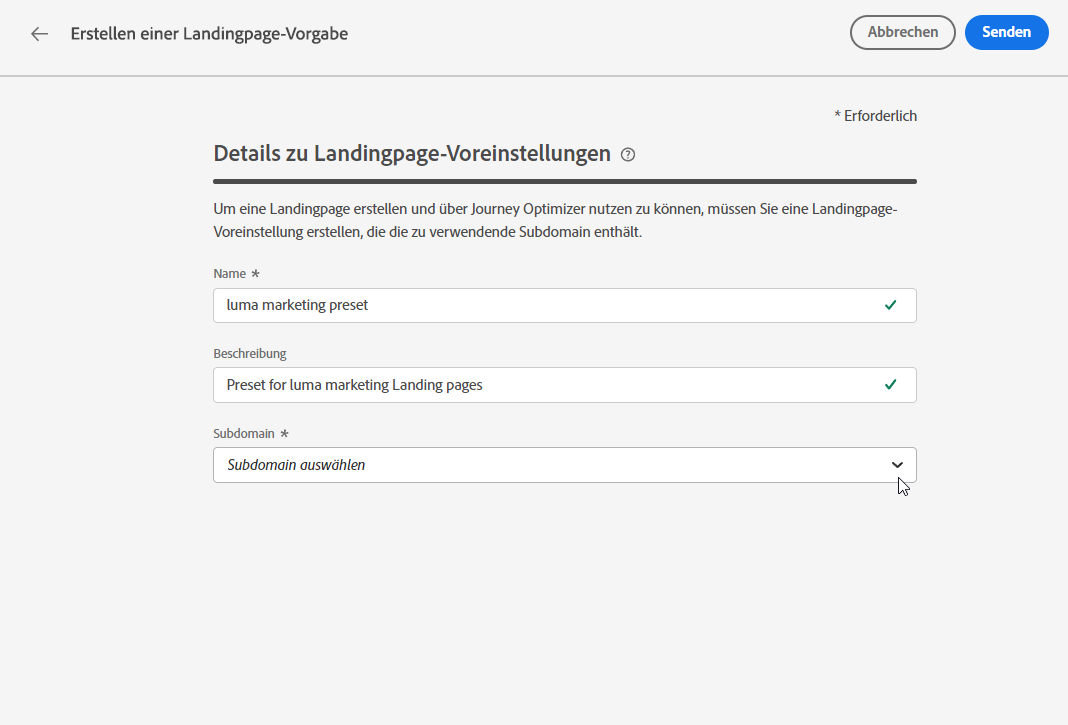 Erstellen einer Landingpage-Vorgabe
Abbrechen
Senden
* Erforderlich
Details zu Landingpage-Voreinstellungen
Um eine Landingpage erstellen und über Journey Optimizer nutzen zu können, müssen Sie eine Landingpage-
Voreinstellung erstellen, die die zu verwendende Subdomain enthält.
Name *
luma marketing preset
Beschreibung
Preset for luma marketing Landing pages
Subdomain *
Subdomain auswählen